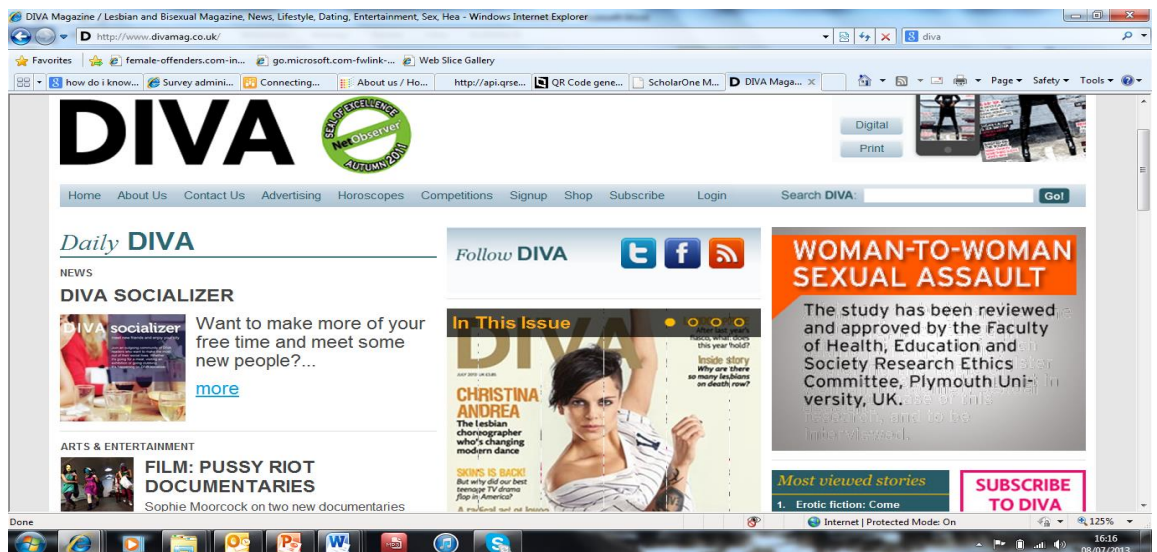 DIVA Magazine / Lesbian and Bisexual Magazine, News, Lifestyle, Dating, Entertainment, Sex, Hea - Windows Internet Explorer
http://www.divamag.co.uk/
diva
Favorites
female-offenders.com-in...
go.microsoft.com-fwlink-...
Web Slice Gallery
how do i know...
Survey admini...
Connecting...
About us / Ho...
http://api.qrse...
QR Code gene...
ScholarOne M...
DIVA Maga...
Page
Safety
Tools
DIVA
SEAL OF EXCELLENCE
NetObserver
AUTUMN 2011
Digital
Print
Home About Us Contact Us Advertising Horoscopes Competitions Signup Shop Subscribe Login Search DIVA: Go!
Daily DIVA
NEWS
DIVA SOCIALIZER
DIVA socializer
Want to make more of your
free time and meet some
new people?...
more
ARTS & ENTERTAINMENT
FILM: PUSSY RIOT
DOCUMENTARIES
Sophie Moorcock on two new documentaries
Follow DIVA
In This Issue
DIVA
After last year's
fiasco, what does
this year hold?
Inside story
Why are there
so many lesbians
on death row?
CHRISTINA
ANDREA
The lesbian
choreographer
who's changing
modern dance
SKINS IS BACK!
But why did our best
teenage TV drama
flop in America?
WOMAN-TO-WOMAN
SEXUAL ASSAULT
The study has been reviewed
and approved by the Faculty
of Health, Education and
Society Research Ethics
Committee, Plymouth Uni-
versity, UK.
Most viewed stories
1. Erotic fiction: Come
SUBSCRIBE
TO DIVA
Done
Internet | Protected Mode: On
125%
16:16
08/07/2013